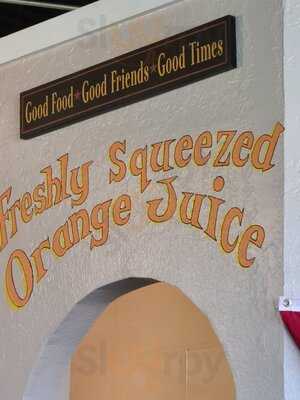 Good Food★Good Friends★Good Times
Freshly Squeezed
Orange Juice